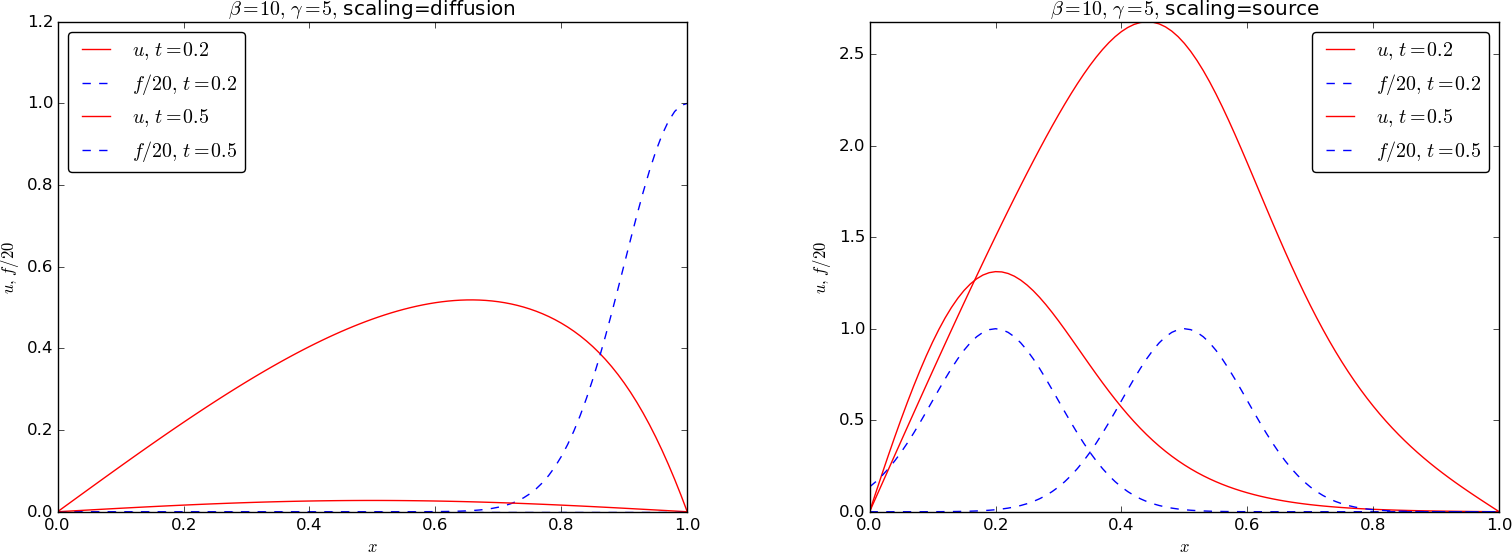 β=10, γ=5, scaling=diffusion
1.2
1.0
0.8
0.6
0.4
0.2
0.0
u, f/20
u, t=0.2
f/20, t=0.2
u, t=0.5
f/20, t=0.5
0.0 0.2 0.4 0.6 0.8 1.0
x
β=10, γ=5, scaling=source
2.5
2.0
1.5
1.0
0.5
0.0
u, f/20
u, t=0.2
f/20, t=0.2
u, t=0.5
f/20, t=0.5
0.0 0.2 0.4 0.6 0.8 1.0
x